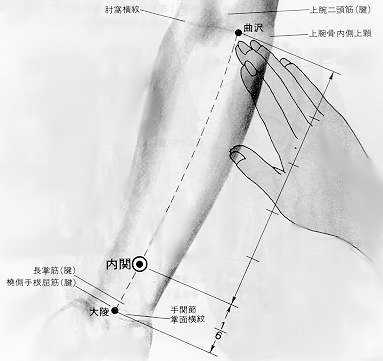 肘窩横紋
上腕二頭筋(腱)
曲沢
上腕骨内側上顆
内関
長掌筋(腱)
橈側手根屈筋(腱)
大陵
手関節
掌面横紋
1
6